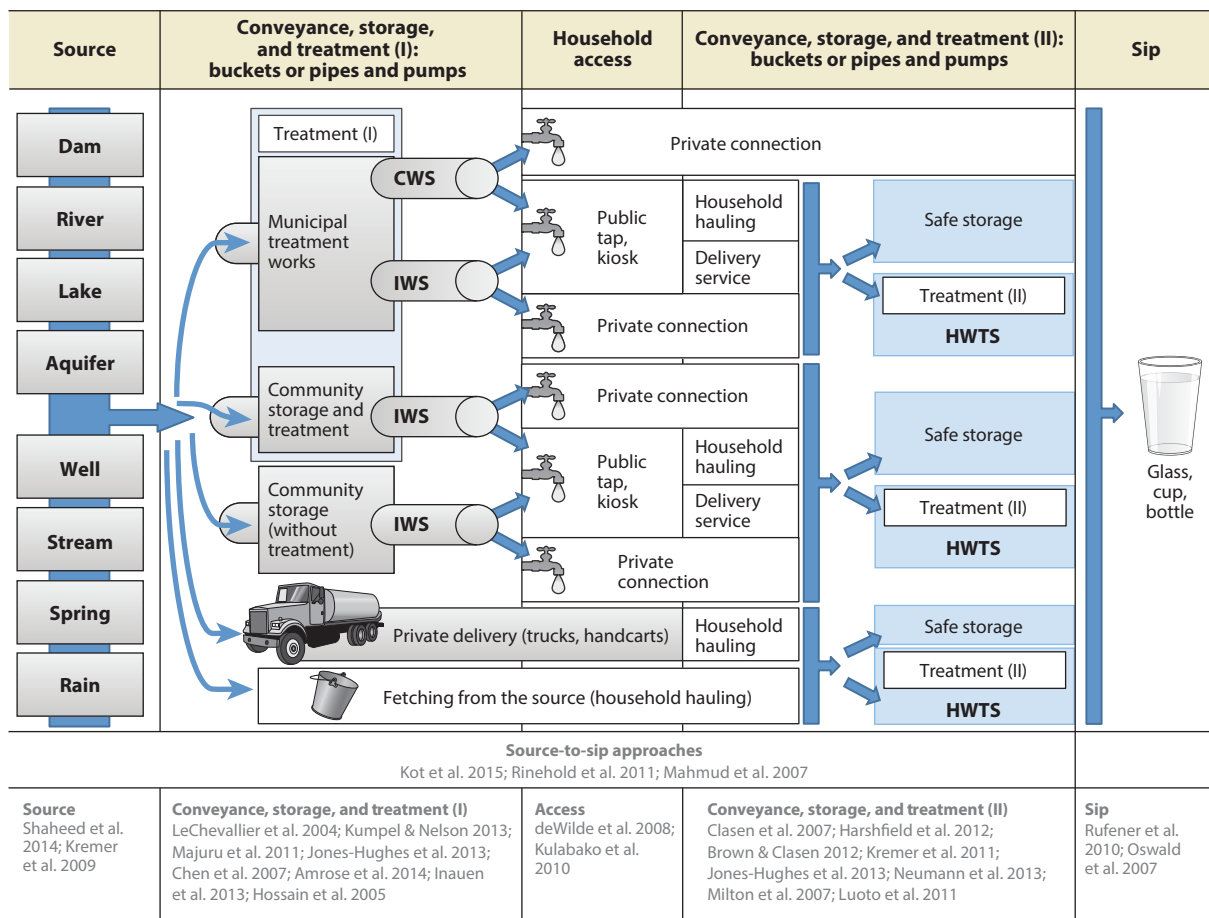 Source
Conveyance, storage,
and treatment (I):
buckets or pipes and pumps
Household
access
Conveyance, storage, and treatment (II):
buckets or pipes and pumps
Sip
Dam
River
Lake
Aquifer
Well
Stream
Spring
Rain
Treatment (I)
Municipal
treatment
works
CWS
IWS
Community
storage and
treatment
IWS
Community
storage
(without
treatment)
IWS
Private delivery (trucks, handcarts)
Household
hauling
Fetching from the source (household hauling)
Private connection
Public
tap,
kiosk
Household
hauling
Delivery
service
Private connection
Private connection
Public
tap,
kiosk
Household
hauling
Delivery
service
Private
connection
Safe storage
Treatment (II)
HWTS
Safe storage
Treatment (II)
HWTS
Safe storage
Treatment (II)
HWTS
Glass,
cup,
bottle
Source-to-sip approaches
Kot et al. 2015; Rinehold et al. 2011; Mahmud et al. 2007
Source
Shaheed et al.
2014; Kremer
et al. 2009
Conveyance, storage, and treatment (I)
LeChevallier et al. 2004; Kumpel & Nelson 2013;
Majuru et al. 2011; Jones-Hughes et al. 2013;
Chen et al. 2007; Amrose et al. 2014; Inauen
et al. 2013; Hossain et al. 2005
Access
deWilde et al. 2008;
Kulabako et al.
2010
Conveyance, storage, and treatment (II)
Clasen et al. 2007; Harshfield et al. 2012;
Brown & Clasen 2012; Kremer et al. 2011;
Jones-Hughes et al. 2013; Neumann et al. 2013;
Milton et al. 2007; Luoto et al. 2011
Sip
Rufener et al.
2010; Oswald
et al. 2007